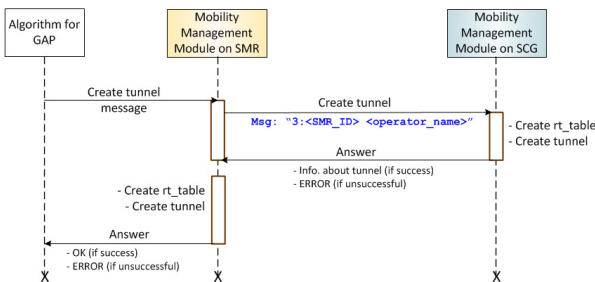 Algorithm for
GAP
Mobility
Management
Module on SMR
Mobility
Management
Module on SCG
Create tunnel
message
Create tunnel
Msg: “3:<SMR_ID> <operator_name>”
- Create rt_table
- Create tunnel
Answer
- Info. about tunnel (if success)
- ERROR (if unsuccessful)
- Create rt_table
- Create tunnel
Answer
- OK (if success)
- ERROR (if unsuccessful)
X
X
X